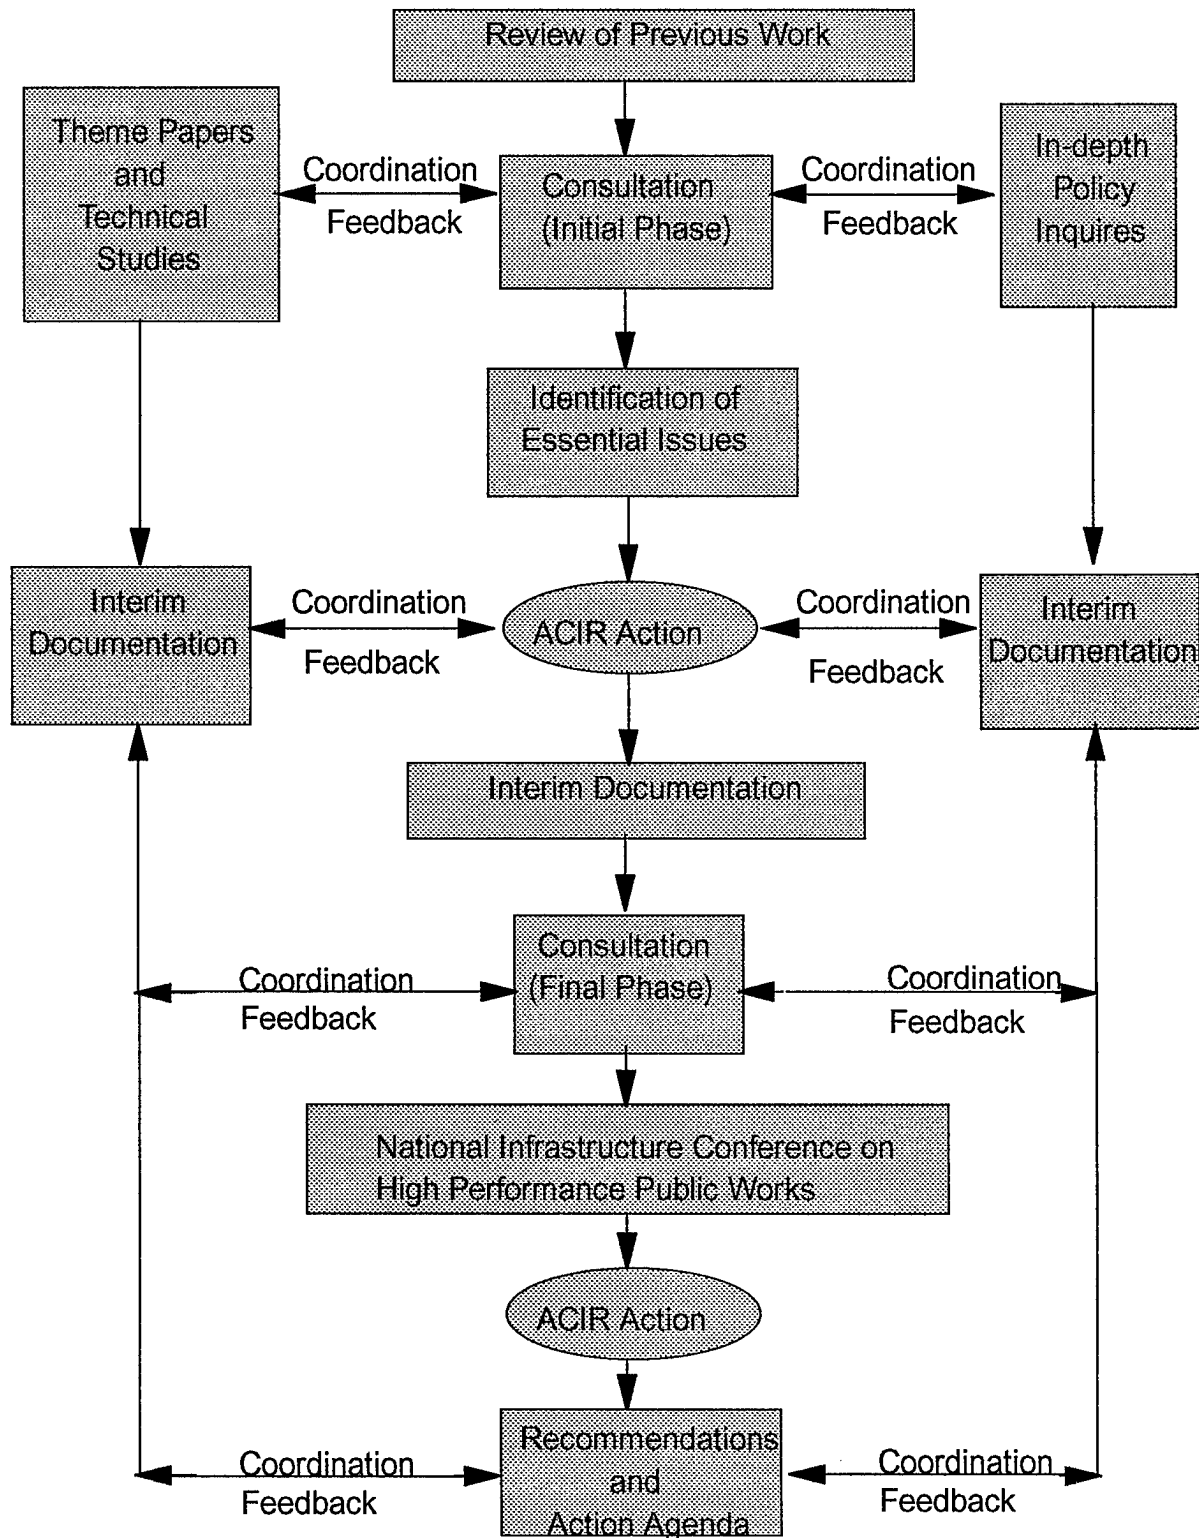 Review of Previous Work
Theme Papers
and
Technical
Studies
Coordination
Feedback
Consultation
(Initial Phase)
Coordination
Feedback
In-depth
Policy
Inquires
Identification of
Essential Issues
Interim
Documentation
Coordination
Feedback
ACIR Action
Coordination
Feedback
Interim
Documentation
Interim Documentation
Coordination
Feedback
Consultation
(Final Phase)
Coordination
Feedback
National Infrastructure Conference on
High Performance Public Works
ACIR Action
Coordination
Feedback
Recommendations
and
Action Agenda
Coordination
Feedback